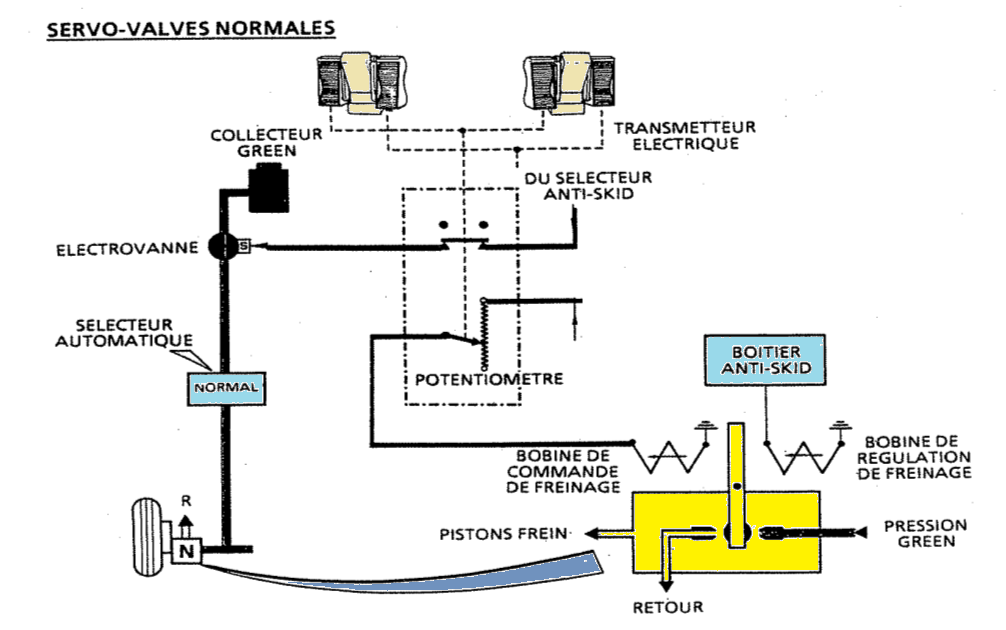 SERVO-VALVES NORMALES
COLLECTEUR
GREEN
TRANSMETTEUR
ELECTRIQUE
DU SELECTEUR
ANTI-SKID
ELECTROVANNE
S
SELECTEUR
AUTOMATIQUE
NORMAL
POTENTIOMETRE
BOITIER
ANTI-SKID
BOBINE DE
COMMANDE
DE FREINAGE
BOBINE DE
REGULATION
DE FREINAGE
R
N
PISTONS FREIN
PRESSION
GREEN
RETOUR